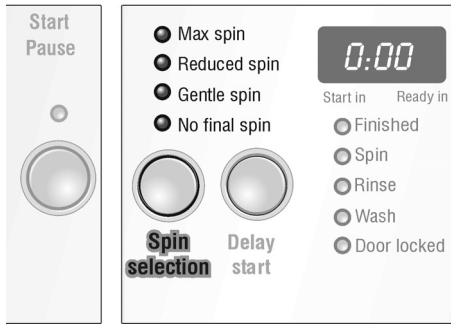 Start
Pause
Max spin
Reduced spin
Gentle spin
No final spin
Spin
selection
Delay
start
0:00
Start in Ready in
Finished
Spin
Rinse
Wash
Door locked